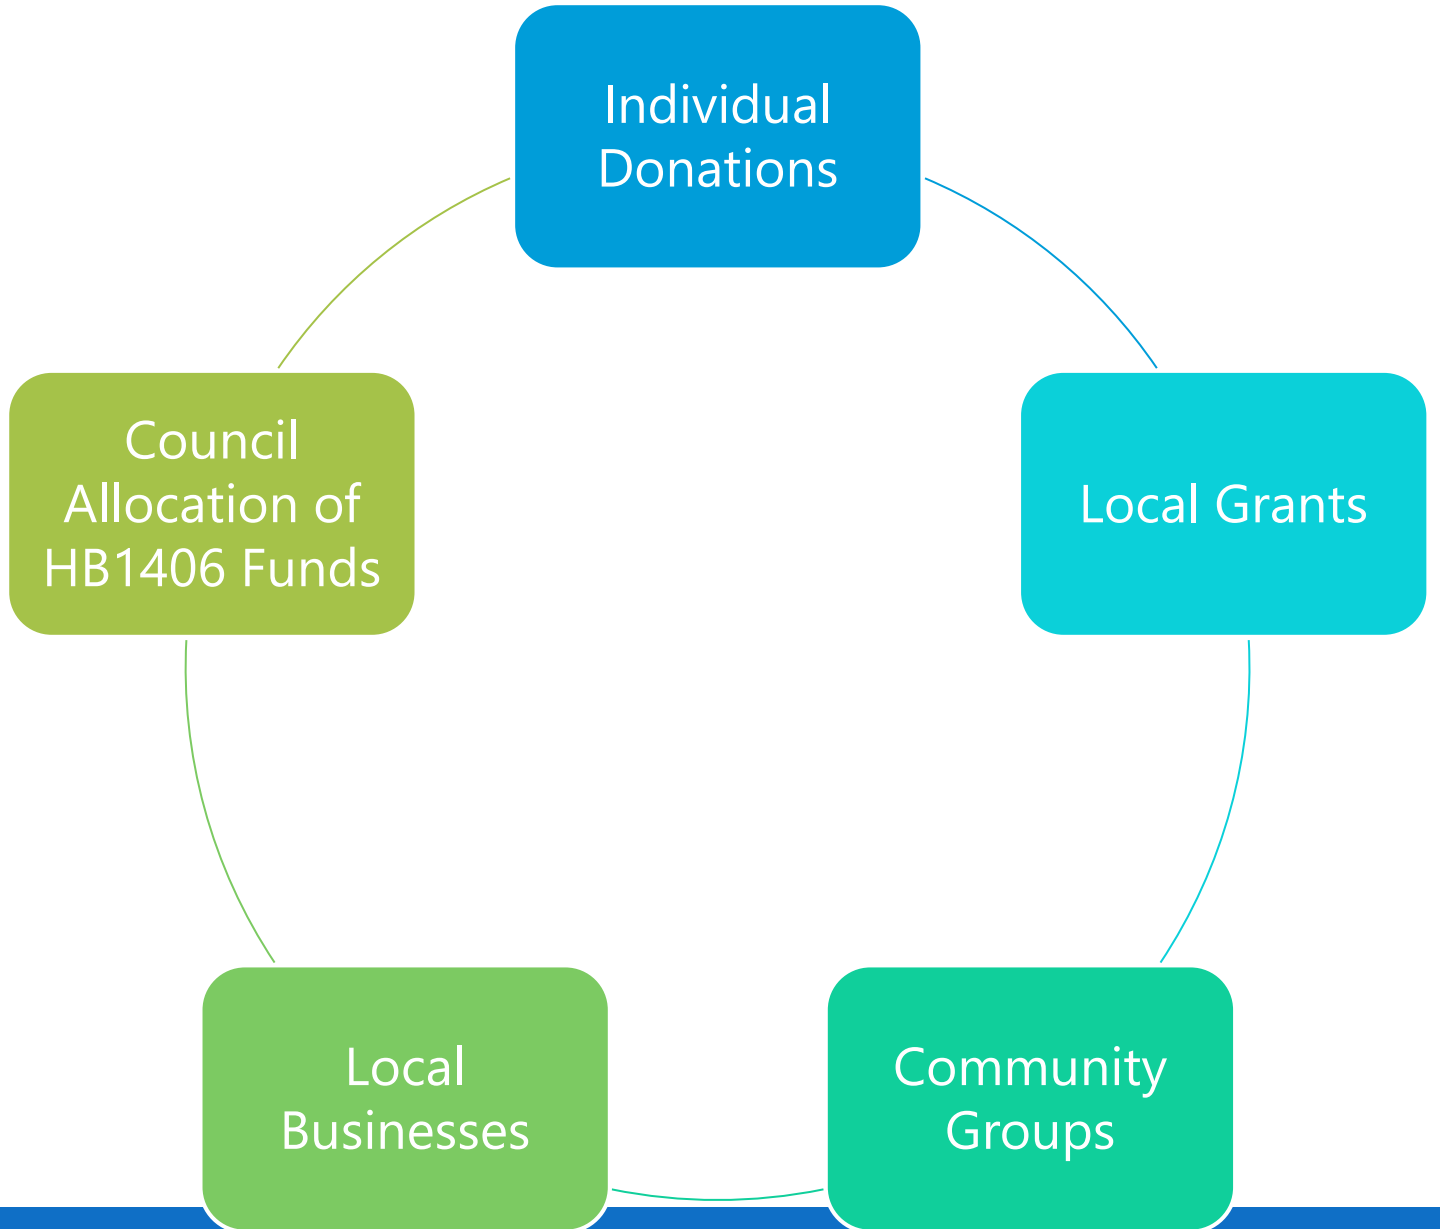 Individual
Donations
Local Grants
Community
Groups
Local
Businesses
Council
Allocation of
HB1406 Funds